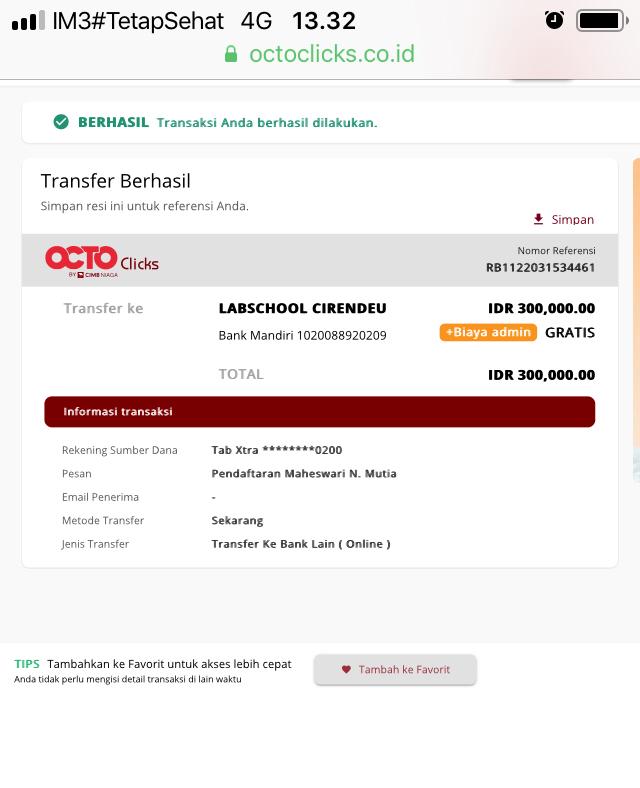 IM3#TetapSehat 4G 13.32
octoclicks.co.id
BERHASIL Transaksi Anda berhasil dilakukan.
Transfer Berhasil
Simpan resi ini untuk referensi Anda.
Simpan
OCTO Clicks
BY CIMB NIAGA
Nomor Referensi
RB1122031534461
Transfer ke LABSCHOOL CIRENDEU IDR 300,000.00
Bank Mandiri 1020088920209 +Biaya admin GRATIS
TOTAL IDR 300,000.00
Informasi transaksi
Rekening Sumber Dana Tab Xtra ********0200
Pesan Pendaftaran Maheswari N. Mutia
Email Penerima -
Metode Transfer Sekarang
Jenis Transfer Transfer Ke Bank Lain ( Online )
TIPS Tambahkan ke Favorit untuk akses lebih cepat
Anda tidak perlu mengisi detail transaksi di lain waktu
Tambah ke Favorit